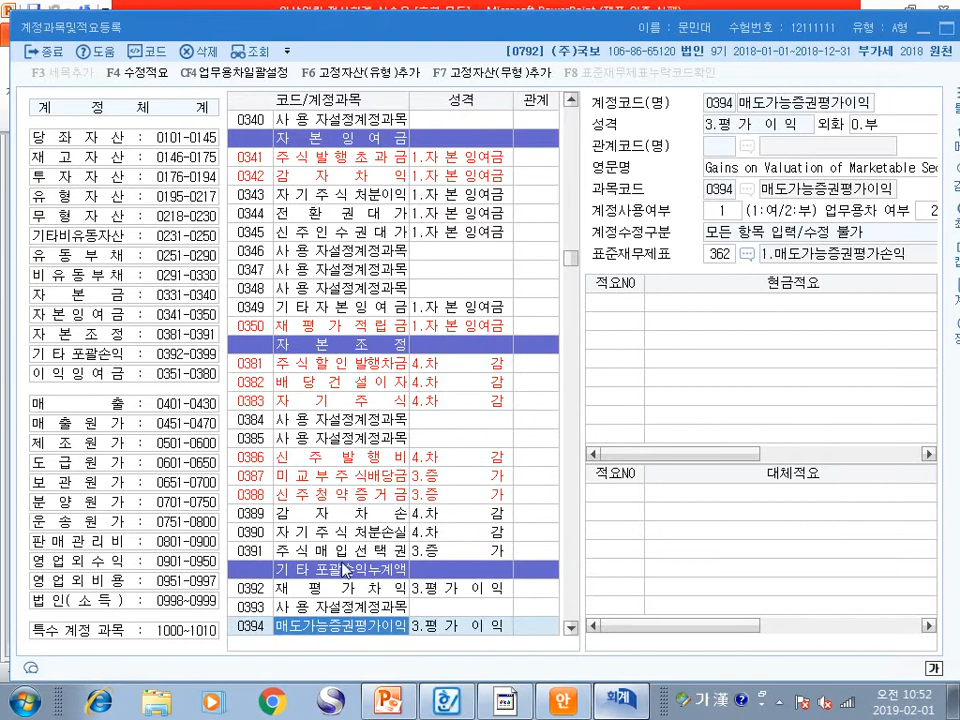 계정과목및적요등록 이름 : 문민대 수험번호 : 12111111 유형 : A형
종료 도움 코드 삭제 조회 [0792] (주)국보 106-86-65120 법인 9기 2018-01-01~2018-12-31 부가세 2018 원천
F3 세목추가 F4 수정적요 CF4 업무용차일괄설정 F6 고정자산(유형)추가 F7 고정자산(무형)추가 F8 표준재무제표누락코드확인
계 정 체 계
당 좌 자 산 : 0101-0145
재 고 자 산 : 0146-0175
투 자 자 산 : 0176-0194
유 형 자 산 : 0195-0217
무 형 자 산 : 0218-0230
기타비유동자산 : 0231-0250
유 동 부 채 : 0251-0290
비 유 동 부 채 : 0291-0330
자 본 금 : 0331-0340
자 본 잉 여 금 : 0341-0350
자 본 조 정 : 0381-0391
기 타 포괄손익 : 0392-0399
이 익 잉 여 금 : 0351-0380
매 출 : 0401-0430
매 출 원 가 : 0451-0470
제 조 원 가 : 0501-0600
도 급 원 가 : 0601-0650
보 관 원 가 : 0651-0700
분 양 원 가 : 0701-0750
운 송 원 가 : 0751-0800
판 매 관 리 비 : 0801-0900
영 업 외 수 익 : 0901-0950
영 업 외 비 용 : 0951-0997
법 인 ( 소 득 ) : 0998-0999
특수 계정 과목 : 1000~1010
코드/계정과목 성격 관계
0340 사 용 자설정계정과목
자 본 잉 여 금
0341 주 식 발 행 초 과 금 1.자 본 잉여금
0342 감 자 차 익 1.자 본 잉여금
0343 자 기 주 식 처분이익 1.자 본 잉여금
0344 전 환 권 대 가 1.자 본 잉여금
0345 신 주 인 수 권 대 가 1.자 본 잉여금
0346 사 용 자설정계정과목
0347 사 용 자설정계정과목
0348 사 용 자설정계정과목
0349 기 타 자 본 잉 여 금 1.자 본 잉여금
0350 재 평 가 적 립 금 1.자 본 잉여금
자 본 조 정
0381 주 식 할 인 발행차금 4.차 감
0382 배 당 건 설 이 자 4.차 감
0383 자 기 주 식 4.차 감
0384 사 용 자설정계정과목
0385 사 용 자설정계정과목
0386 신 주 발 행 비 4.차 감
0387 미 교 부 주 식배당금 3.증 가
0388 신 주 청 약 증 거 금 3.증 가
0389 감 자 차 손 4.차 감
0390 자 기 주 식 처분손실 4.차 감
0391 주 식 매 입 선 택 권 3.증 가
기 타 포괄손익누계액
0392 재 평 가 차 익 3.평 가 이 익
0393 사 용 자설정계정과목
0394 매도가능증권평가이익 3.평 가 이 익
계정코드(명) 0394 매도가능증권평가이익
성격 3.평 가 이 익 외화 0.부
관계코드(명)
영문명 Gains on Valuation of Marketable Sec
과목코드 0394 매도가능증권평가이익
계정사용여부 1 (1:여/2:부) 업무용차 여부 2
계정수정구분 모든 항목 입력/수정 불가
표준재무제표 362 1.매도가능증권평가손익
적요NO 현금적요
적요NO 대체적요
가
회계 가 漢
오전 10:52
2019-02-01